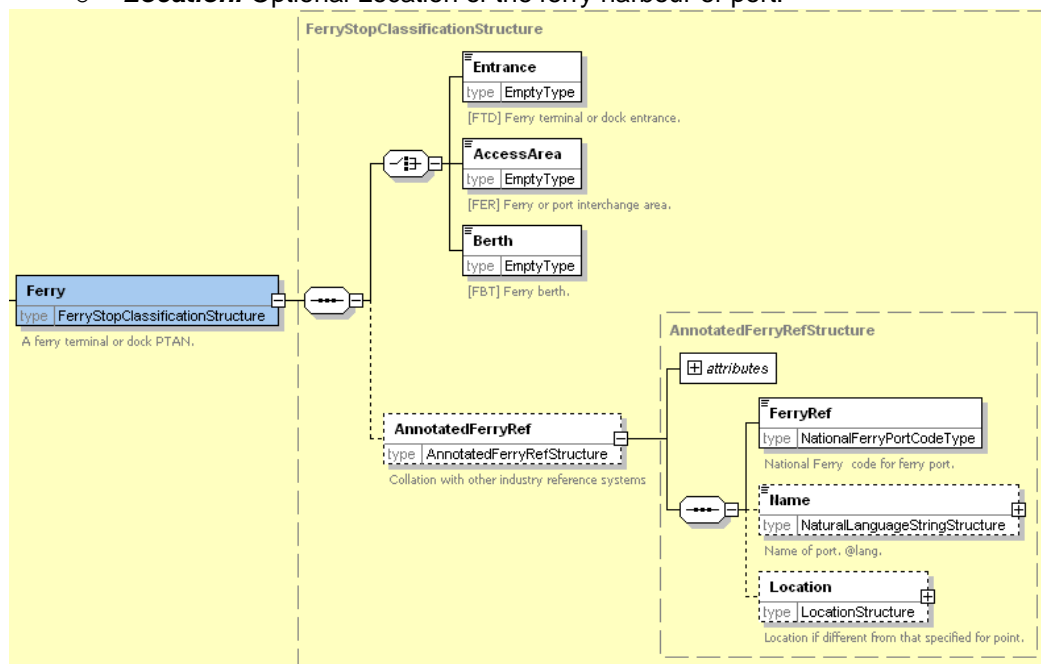 ○ Location: Optional Location of the ferry harbour or port.
FerryStopClassificationStructure
Entrance
type EmptyType
[FTD] Ferry terminal or dock entrance.
AccessArea
type EmptyType
[FER] Ferry or port interchange area.
Berth
type EmptyType
[FBT] Ferry berth.
Ferry
type FerryStopClassificationStructure
A ferry terminal or dock PTAN.
AnnotatedFerryRefStructure
attributes
FerryRef
type NationalFerryPortCodeType
National Ferry code for ferry port.
AnnotatedFerryRef
type AnnotatedFerryRefStructure
Collation with other industry reference systems
Name
type NaturalLanguageStringStructure
Name of port. @lang.
Location
type LocationStructure
Location if different from that specified for point.